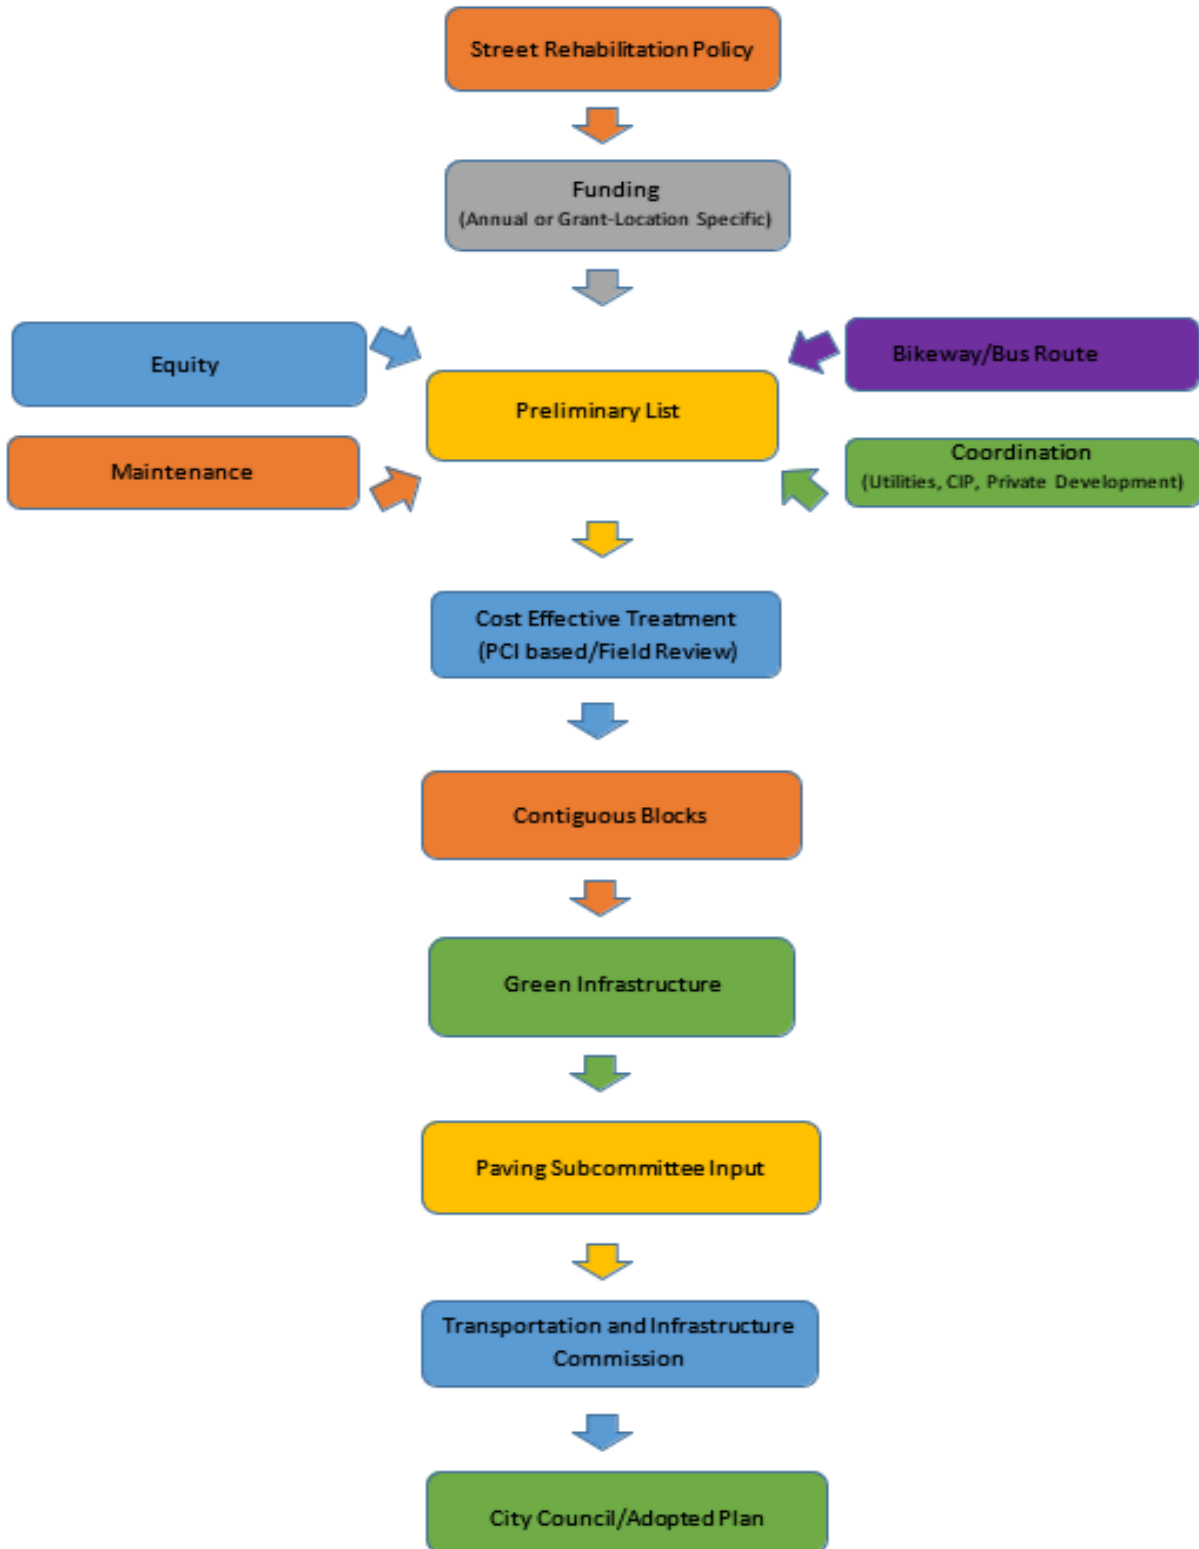 Street Rehabilitation Policy
Funding
(Annual or Grant-Location Specific)
Equity
Bikeway/Bus Route
Preliminary List
Maintenance
Coordination
(Utilities, CIP, Private Development)
Cost Effective Treatment
(PCI based/Field Review)
Contiguous Blocks
Green Infrastructure
Paving Subcommittee Input
Transportation and Infrastructure
Commission
City Council/Adopted Plan